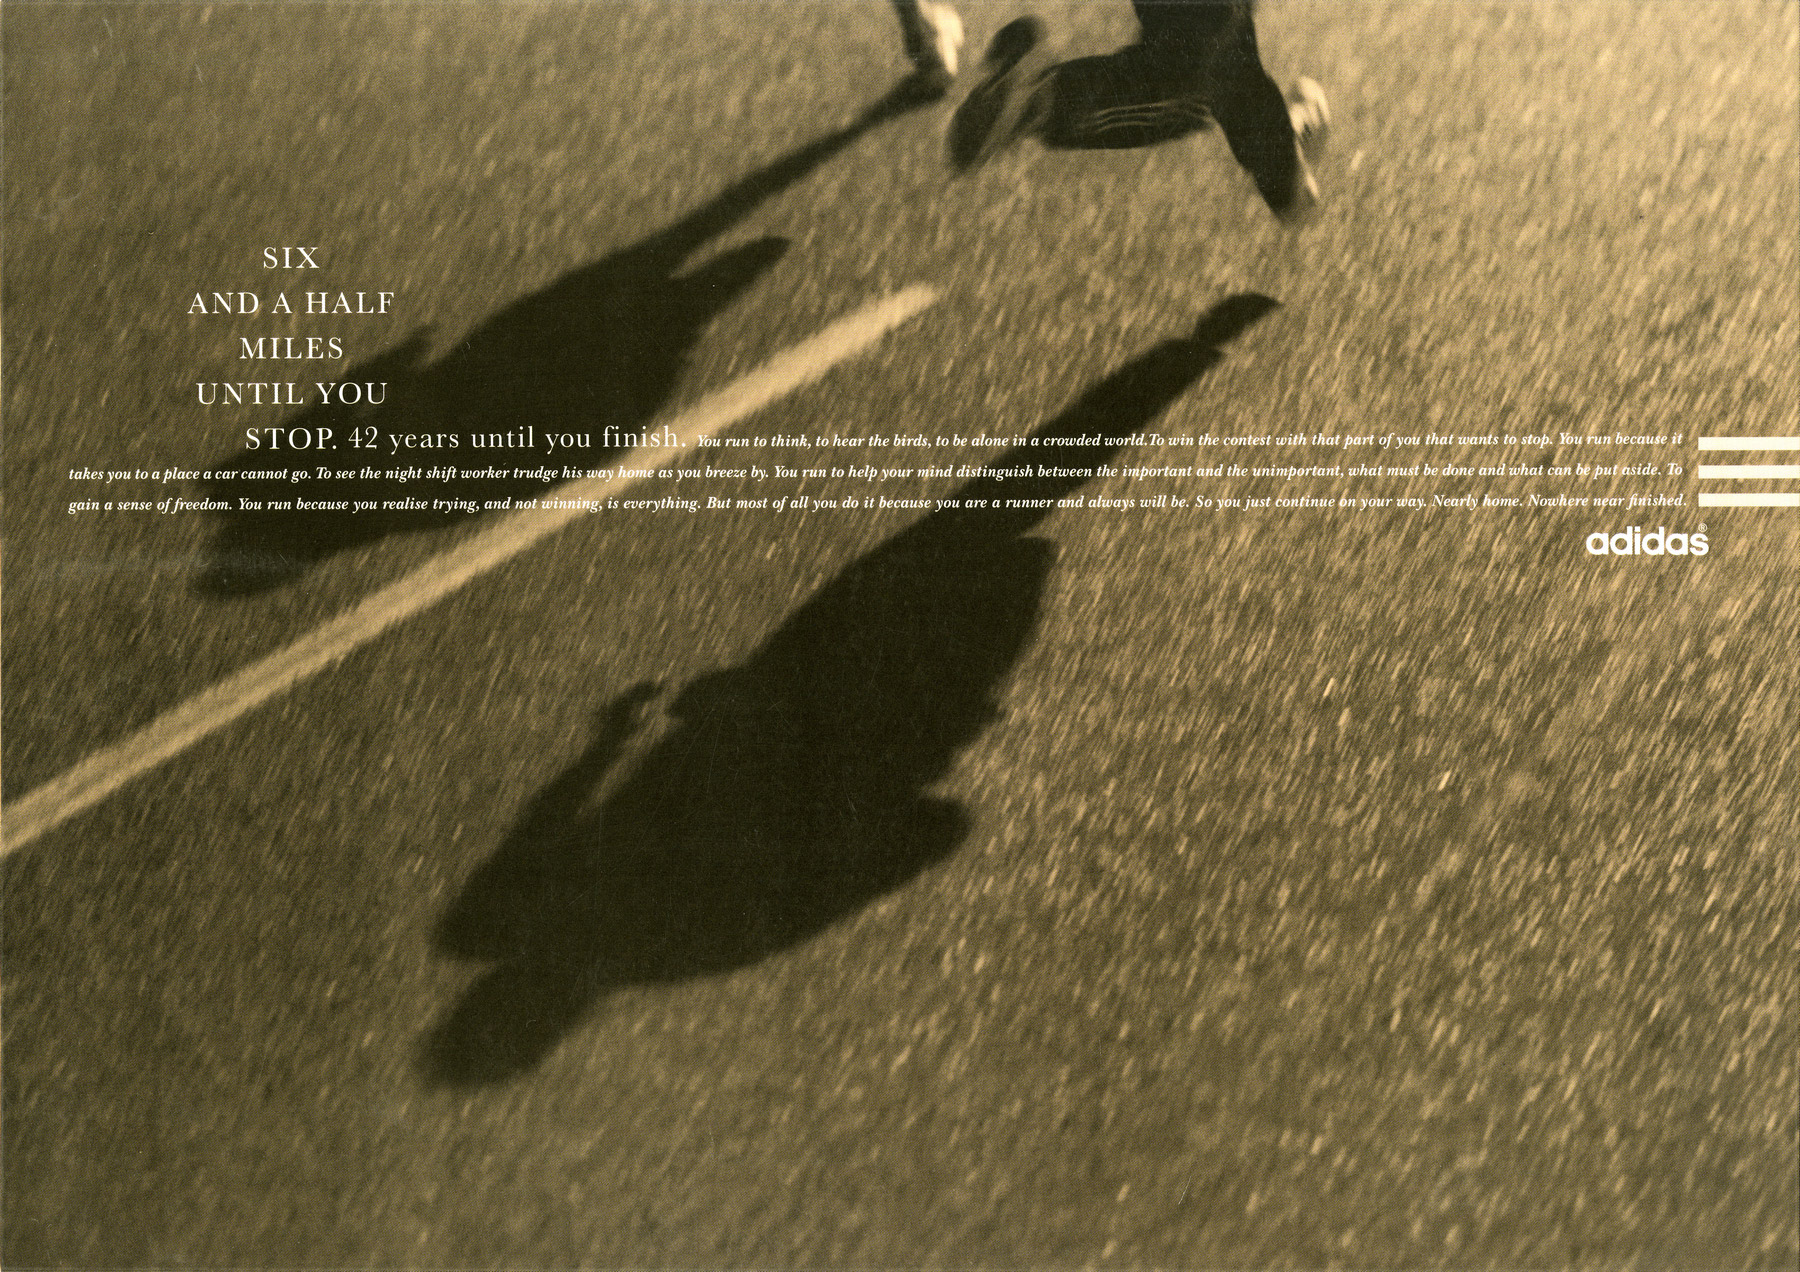 SIX
AND A HALF
MILES
UNTIL YOU
STOP. 42 years until you finish. You run to think, to hear the birds, to be alone in a crowded world.To win the contest with that part of you that wants to stop. You run because it
takes you to a place a car cannot go. To see the night shift worker trudge his way home as you breeze by. You run to help your mind distinguish between the important and the unimportant, what must be done and what can be put aside. To
gain a sense of freedom. You run because you realise trying, and not winning, is everything. But most of all you do it because you are a runner and always will be. So you just continue on your way. Nearly home. Nowhere near finished.
adidas®